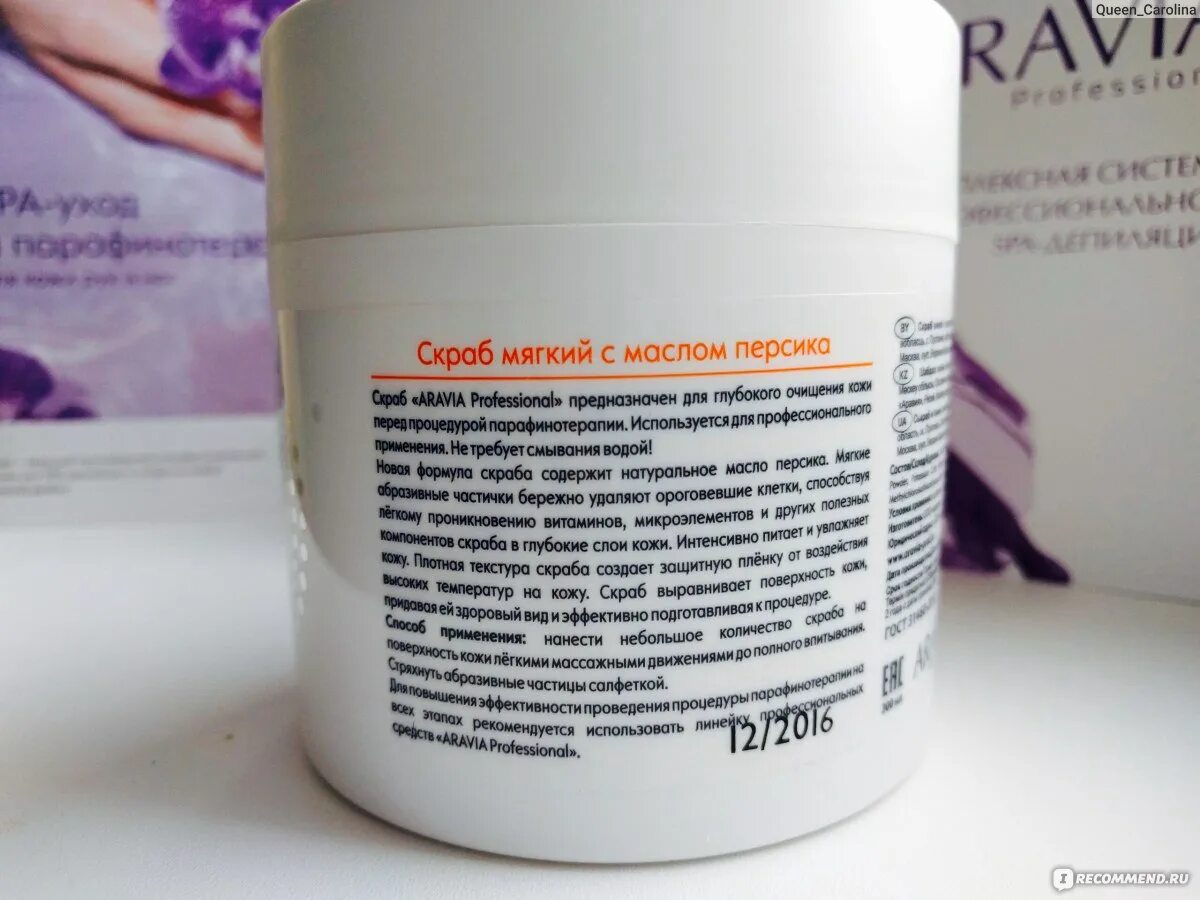 Queen_Carolina
RAVIA
Professional
РА-уход
парафинотера
СИСТЕМ
SPA-ДЕПИЛЯЦИ
Скраб мягкий с маслом персика
Скраб «ARAVIA Professional» предназначен для глубокого очищения кожи
перед процедурой парафинотерапии. Используется для профессионального
применения. Не требует смывания водой!
Новая формула скраба содержит натуральное масло персика. Мягкие
абразивные частички бережно удаляют ороговевшие клетки, способствуя
лёгкому проникновению витаминов, микроэлементов и других полезных
компонентов скраба в глубокие слои кожи. Интенсивно питает и увлажняет
кожу. Плотная текстура скраба создает защитную плёнку от воздействия
высоких температур на кожу. Скраб выравнивает поверхность кожи,
придавая ей здоровый вид и эффективно подготавливая к процедуре.
Способ применения: нанести небольшое количество скраба на
поверхность кожи лёгкими массажными движениями до полного впитывания.
Стряхнуть абразивные частицы салфеткой.
Для повышения эффективности проведения процедуры парафинотерапии на
всех этапах рекомендуется использовать линейку профессиональных
средств «ARAVIA Professional».
12/2016
BY
KZ
UA
ГОСТ
EAC
I RECOMMEND.RU